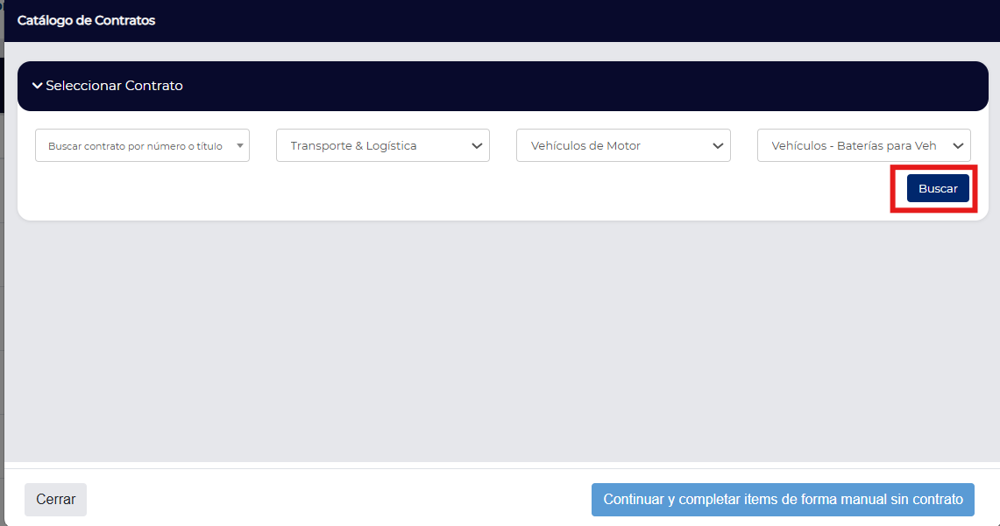 Catálogo de Contratos
Seleccionar Contrato
Buscar contrato por número o título
Transporte & Logística
Vehículos de Motor
Vehículos - Baterías para Veh
Buscar
Cerrar
Continuar y completar items de forma manual sin contrato